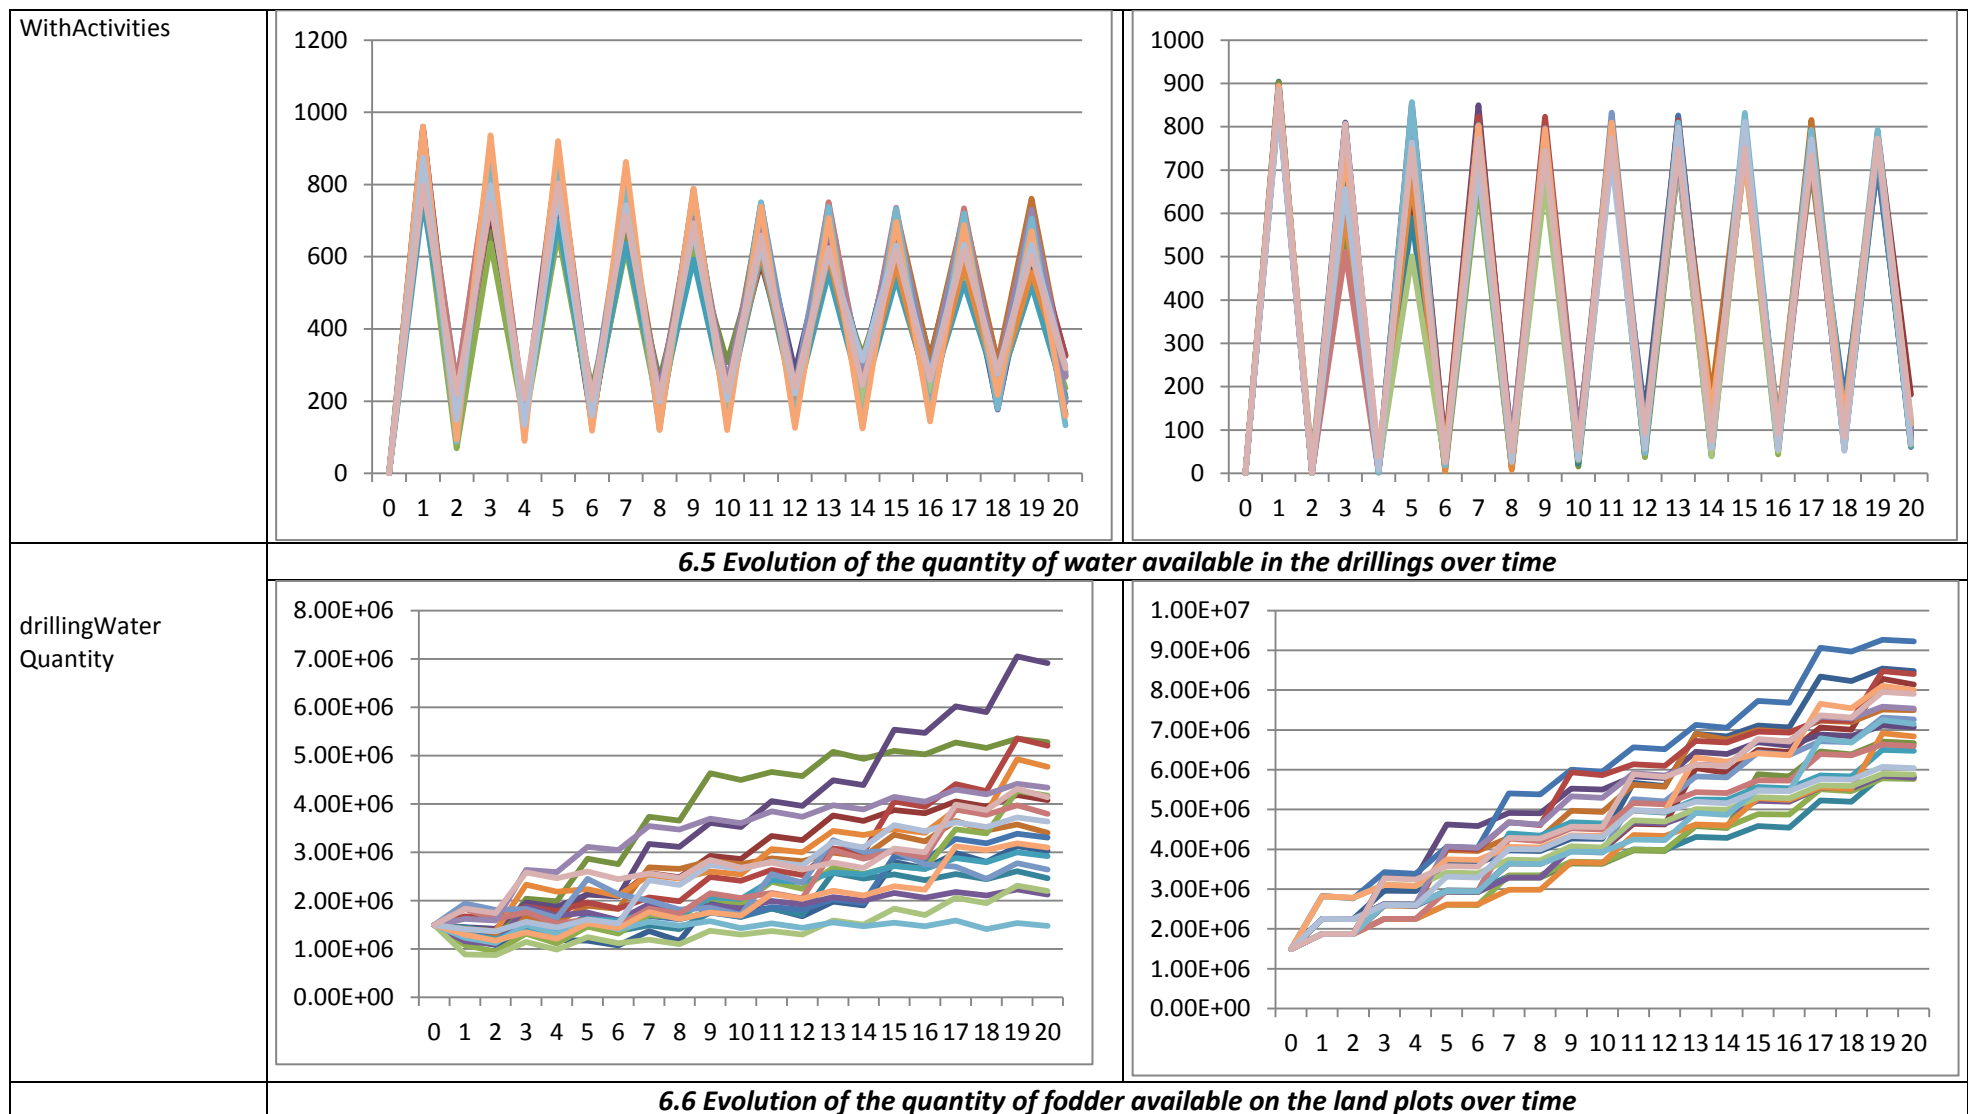 WithActivities
1200
1000
800
600
400
200
0
0 1 2 3 4 5 6 7 8 9 10 11 12 13 14 15 16 17 18 19 20
1000
900
800
700
600
500
400
300
200
100
0
0 1 2 3 4 5 6 7 8 9 10 11 12 13 14 15 16 17 18 19 20
6.5 Evolution of the quantity of water available in the drillings over time
drillingWater
Quantity
8.00E+06
7.00E+06
6.00E+06
5.00E+06
4.00E+06
3.00E+06
2.00E+06
1.00E+06
0.00E+00
0 1 2 3 4 5 6 7 8 9 10 11 12 13 14 15 16 17 18 19 20
1.00E+07
9.00E+06
8.00E+06
7.00E+06
6.00E+06
5.00E+06
4.00E+06
3.00E+06
2.00E+06
1.00E+06
0.00E+00
0 1 2 3 4 5 6 7 8 9 10 11 12 13 14 15 16 17 18 19 20
6.6 Evolution of the quantity of fodder available on the land plots over time